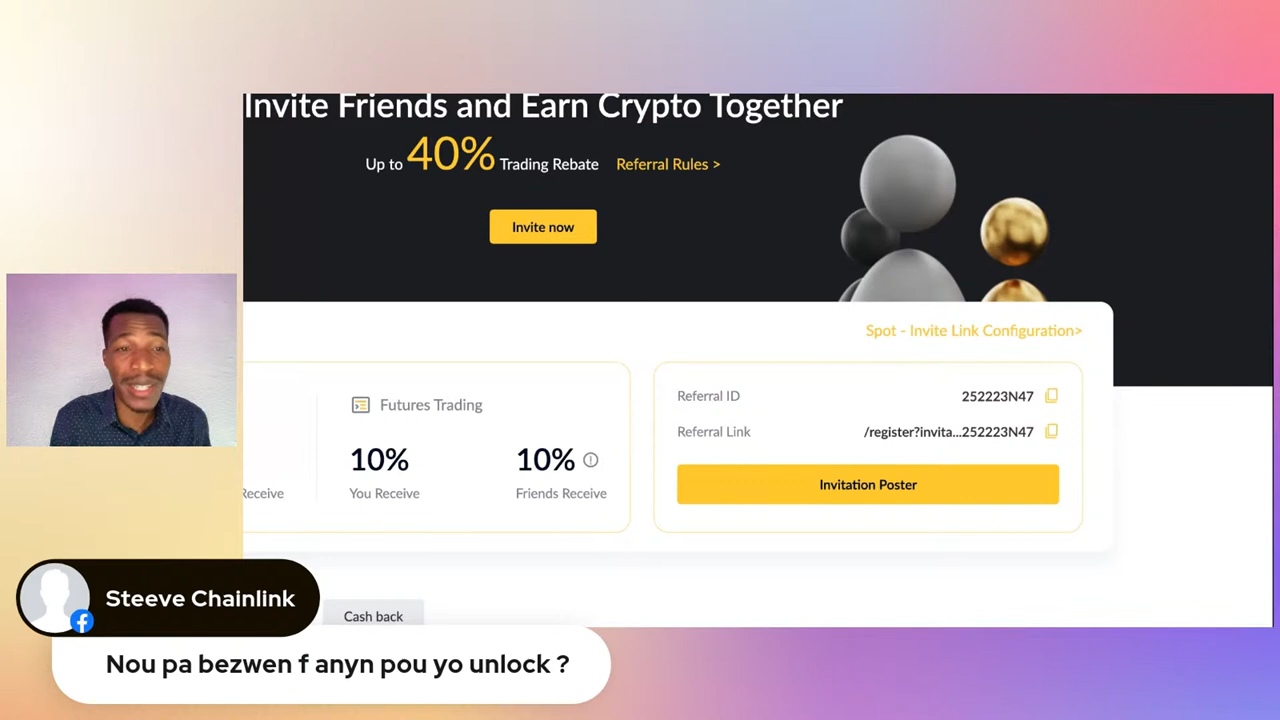 Invite Friends and Earn Crypto Together
Up to 40% Trading Rebate Referral Rules >
Invite now
Spot - Invite Link Configuration>
Futures Trading
10% 10%
Receive You Receive Friends Receive
Referral ID 252223N47
Referral Link /register?invita...252223N47
Invitation Poster
Cash back
Steeve Chainlink
Nou pa bezwen f anyn pou yo unlock ?